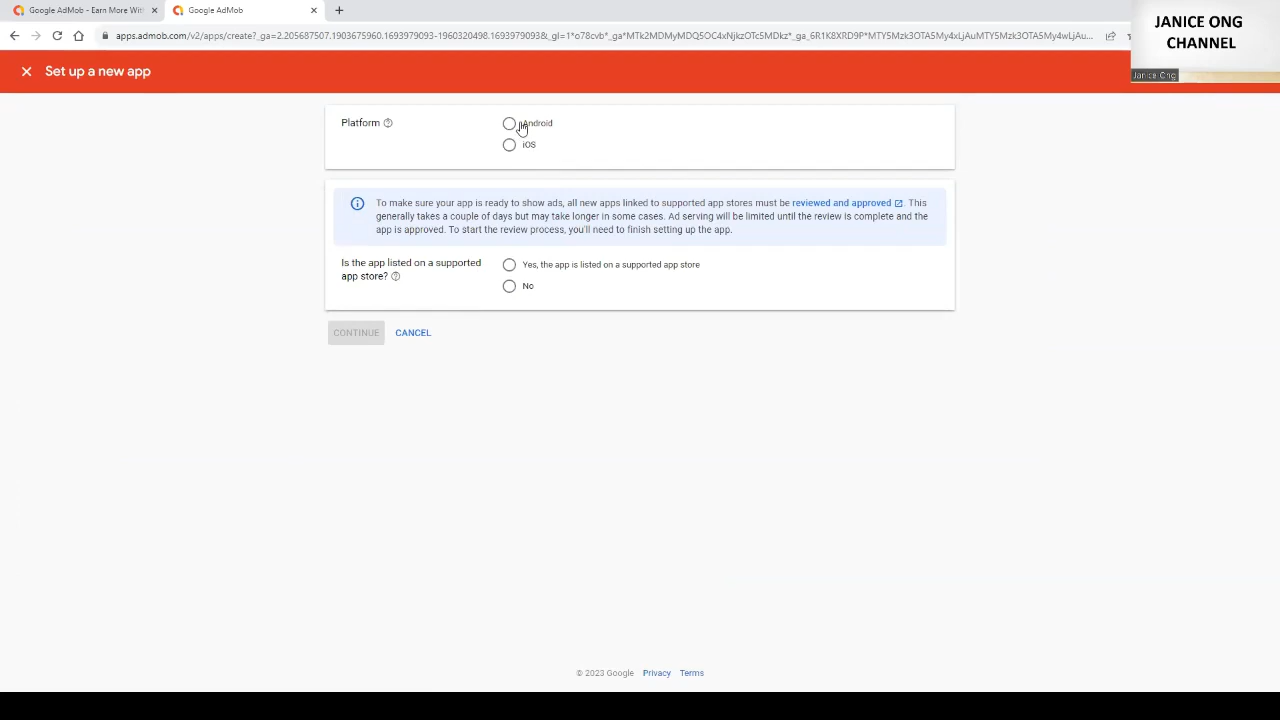 Google AdMob - Earn More Wit
Google AdMob
apps.admob.com/v2/apps/create?_ga=2.205687507.1903675960.1693979093-1960320498.1693979093&_gl=1*o78cvb*_ga*MTk2MDMyMDQ5OC4xNjkzOTc5MDkz*_ga_6R1K8XRD9P*MTY5Mzk3OTA5My4xLjAuMTY5Mzk3OTA5My4wLjAu...
JANICE ONG
CHANNEL
Janice Ong
Set up a new app
Platform
Android
iOS
To make sure your app is ready to show ads, all new apps linked to supported app stores must be reviewed and approved. This
generally takes a couple of days but may take longer in some cases. Ad serving will be limited until the review is complete and the
app is approved. To start the review process, you'll need to finish setting up the app.
Is the app listed on a supported
app store?
Yes, the app is listed on a supported app store
No
CONTINUE CANCEL
© 2023 Google Privacy Terms